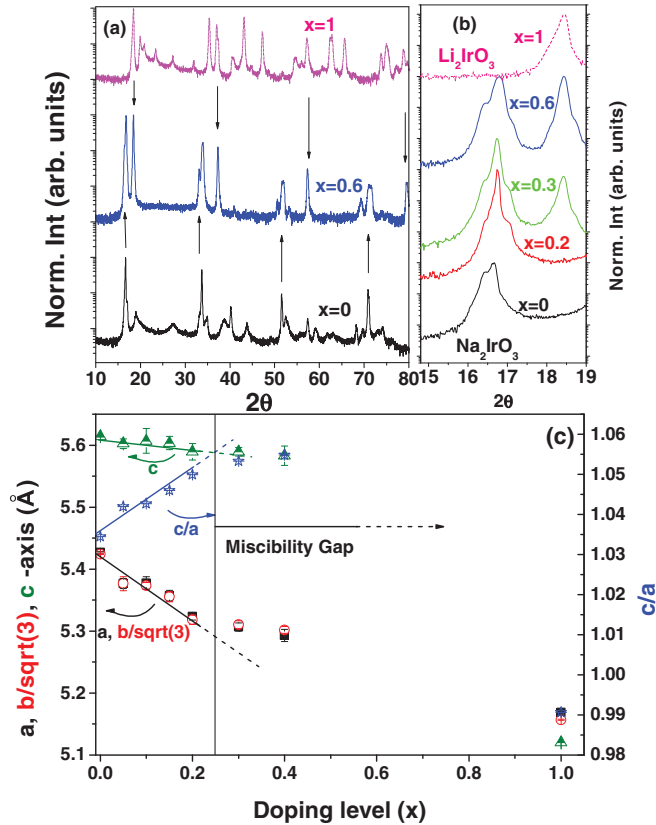 (a)
x=1
x=0.6
x=0
Norm. Int (arb. units)
10 20 30 40 50 60 70 80
2θ
(b)
x=1
Li2IrO3
x=0.6
x=0.3
x=0.2
x=0
Na2IrO3
Norm. Int (arb. units)
15 16 17 18 19
2θ
(c)
5.6
5.5
5.4
5.3
5.2
5.1
a, b/sqrt(3), c -axis (Å)
c
c/a
a, b/sqrt(3)
Miscibility Gap
1.06
1.05
1.04
1.03
1.02
1.01
1.00
0.99
0.98
c/a
0.0 0.2 0.4 0.6 0.8 1.0
Doping level (x)